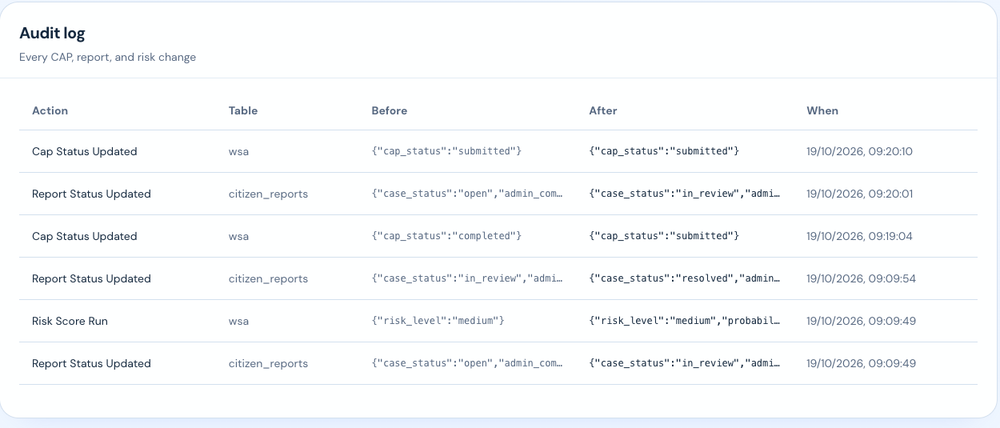 Audit log
Every CAP, report, and risk change
Action Table Before After When
Cap Status Updated wsa {"cap_status":"submitted"} {"cap_status":"submitted"} 19/10/2026, 09:20:10
Report Status Updated citizen_reports {"case_status":"open","admin_com… {"case_status":"in_review","admi… 19/10/2026, 09:20:01
Cap Status Updated wsa {"cap_status":"completed"} {"cap_status":"submitted"} 19/10/2026, 09:19:04
Report Status Updated citizen_reports {"case_status":"in_review","admi… {"case_status":"resolved","admin… 19/10/2026, 09:09:54
Risk Score Run wsa {"risk_level":"medium"} {"risk_level":"medium","probabil… 19/10/2026, 09:09:49
Report Status Updated citizen_reports {"case_status":"open","admin_com… {"case_status":"in_review","admi… 19/10/2026, 09:09:49